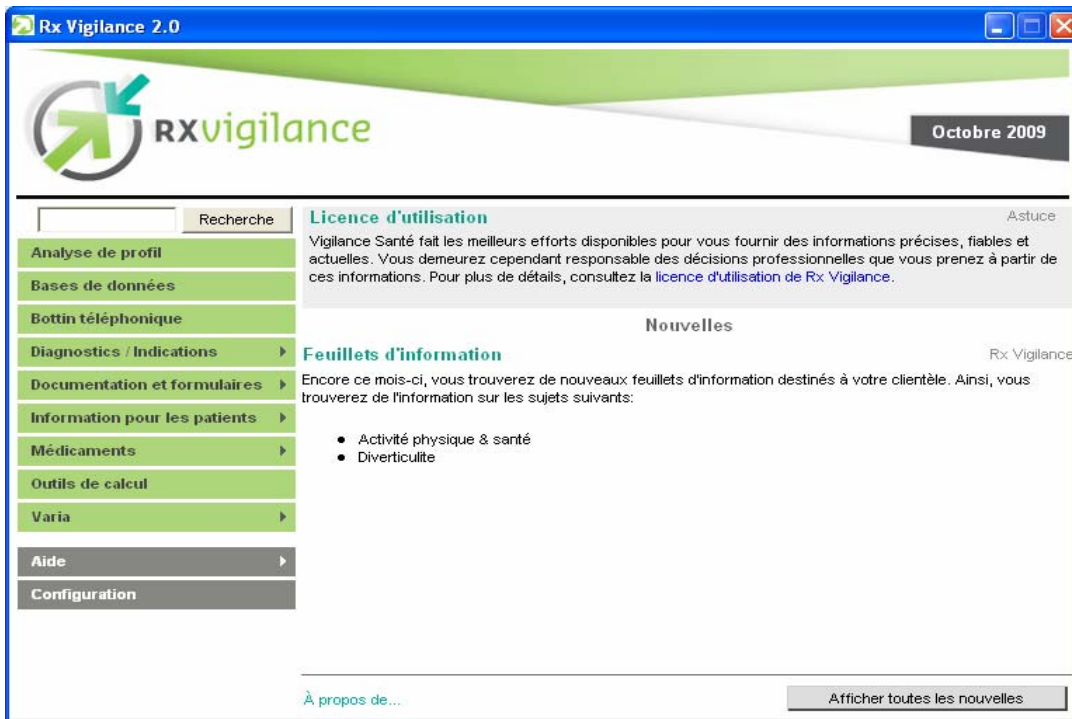 Rx Vigilance 2.0
RXvigilance
Octobre 2009
Recherche
Analyse de profil
Bases de données
Bottin téléphonique
Diagnostics / Indications
Documentation et formulaires
Information pour les patients
Médicaments
Outils de calcul
Varia
Aide
Configuration
Licence d'utilisation
Astuce
Vigilance Santé fait les meilleurs efforts disponibles pour vous fournir des informations précises, fiables et
actuelles. Vous demeurez cependant responsable des décisions professionnelles que vous prenez à partir de
ces informations. Pour plus de détails, consultez la licence d'utilisation de Rx Vigilance.
Nouvelles
Feuillets d'information
Rx Vigilance
Encore ce mois-ci, vous trouverez de nouveaux feuillets d'information destinés à votre clientèle. Ainsi, vous
trouverez de l'information sur les sujets suivants:
● Activité physique & santé
● Diverticulite
À propos de...
Afficher toutes les nouvelles